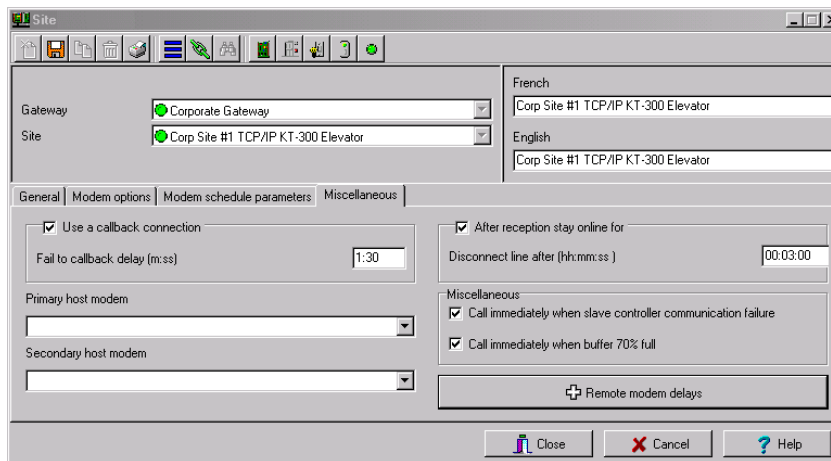 Site
French
Gateway
Corporate Gateway
Corp Site #1 TCP/IP KT-300 Elevator
Site
Corp Site #1 TCP/IP KT-300 Elevator
English
Corp Site #1 TCP/IP KT-300 Elevator
General
Modem options
Modem schedule parameters
Miscellaneous
Use a callback connection
Fail to callback delay (m:ss)
1:30
Primary host modem
Secondary host modem
After reception stay online for
Disconnect line after (hh:mm:ss )
00:03:00
Miscellaneous
Call immediately when slave controller communication failure
Call immediately when buffer 70% full
Remote modem delays
Close
Cancel
Help